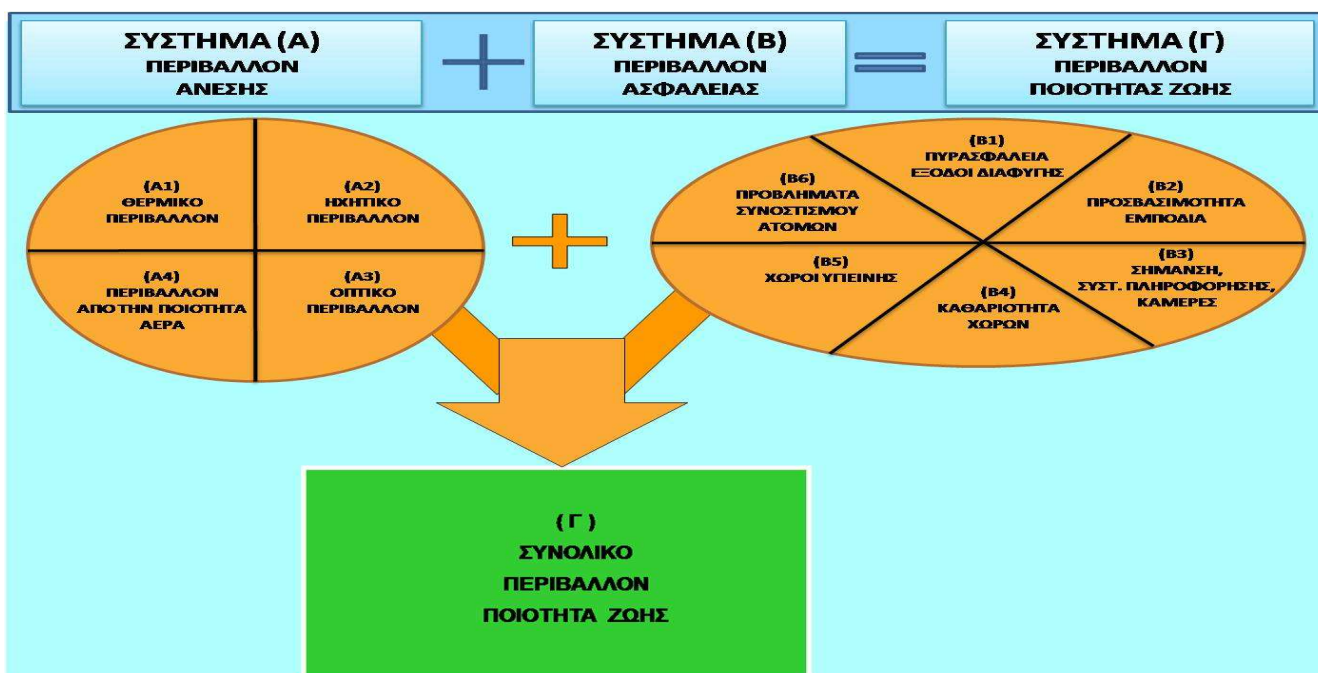 ΣΥΣΤΗΜΑ (Α)
ΠΕΡΙΒΑΛΛΟΝ
ΑΝΕΣΗΣ
+
ΣΥΣΤΗΜΑ (Β)
ΠΕΡΙΒΑΛΛΟΝ
ΑΣΦΑΛΕΙΑΣ
=
ΣΥΣΤΗΜΑ (Γ)
ΠΕΡΙΒΑΛΛΟΝ
ΠΟΙΟΤΗΤΑΣ ΖΩΗΣ
(Α1)
ΘΕΡΜΙΚΟ
ΠΕΡΙΒΑΛΛΟΝ
(Α2)
ΗΧΗΤΙΚΟ
ΠΕΡΙΒΑΛΛΟΝ
(Α4)
ΠΕΡΙΒΑΛΛΟΝ
ΑΠΟ ΤΗΝ ΠΟΙΟΤΗΤΑ
ΑΕΡΑ
(Α3)
ΟΠΤΙΚΟ
ΠΕΡΙΒΑΛΛΟΝ
+
(Β1)
ΠΥΡΑΣΦΑΛΕΙΑ
ΕΞΟΔΟΙ ΔΙΑΦΥΓΗΣ
(Β6)
ΠΡΟΒΛΗΜΑΤΑ
ΣΥΝΟΣΤΙΣΜΟΥ
ΑΤΟΜΩΝ
(Β2)
ΠΡΟΣΒΑΣΙΜΟΤΗΤΑ
ΕΜΠΟΔΙΑ
(Β5)
ΧΩΡΟΙ ΥΓΙΕΙΝΗΣ
(Β4)
ΚΑΘΑΡΙΟΤΗΤΑ
ΧΩΡΩΝ
(Β3)
ΣΗΜΑΝΣΗ,
ΣΥΣΤ. ΠΛΗΡΟΦΟΡΗΣΗΣ,
ΚΑΜΕΡΕΣ
( Γ )
ΣΥΝΟΛΙΚΟ
ΠΕΡΙΒΑΛΛΟΝ
ΠΟΙΟΤΗΤΑ ΖΩΗΣ